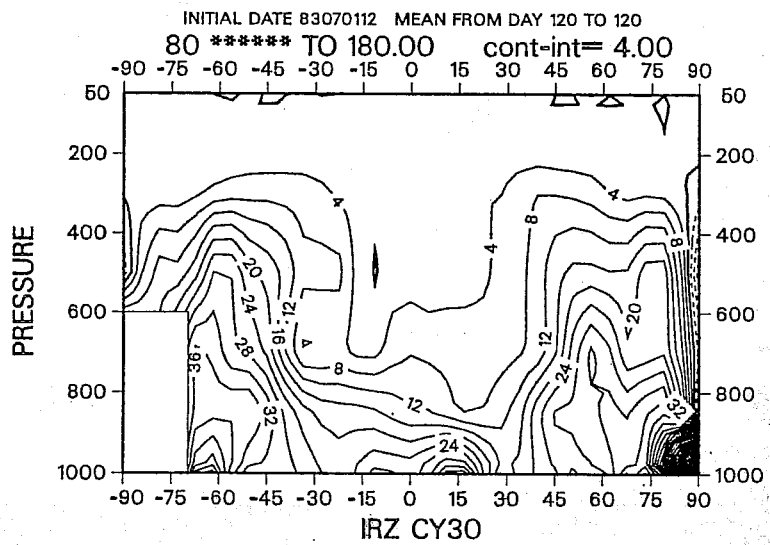 INITIAL DATE 83070112 MEAN FROM DAY 120 TO 120
80 ****** TO 180.00 cont-int= 4.00
-90 -75 -60 -45 -30 -15 0 15 30 45 60 75 90
50 50
200 200
4 4
4
8
400 400
8
20
600 12 600
24 20
16
PRESSURE
28 12
36 8 24
800 800
12 32
32
24
1000 1000
-90 -75 -60 -45 -30 -15 0 15 30 45 60 75 90
IRZ CY30